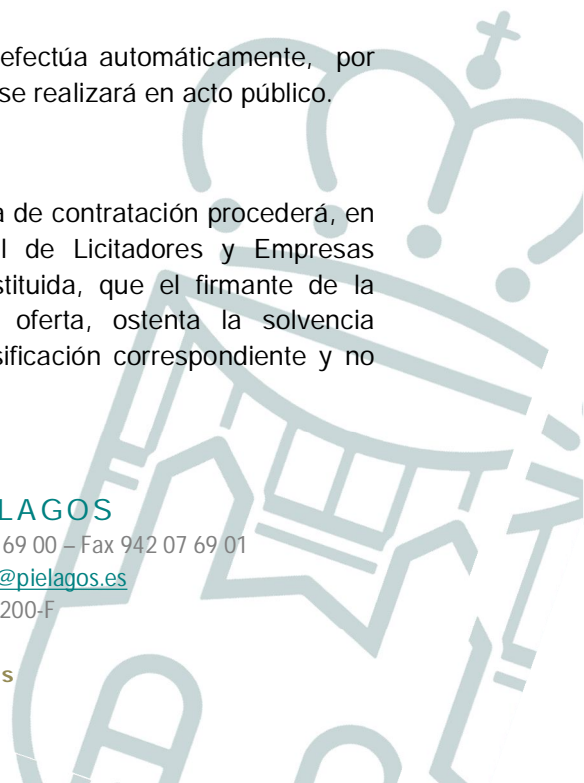 efectúa automáticamente, por
se realizará en acto público.
a de contratación procederá, en
l de Licitadores y Empresas
stituida, que el firmante de la
oferta, ostenta la solvencia
sificación correspondiente y no
LAGOS
69 00 – Fax 942 07 69 01
@pielagos.es
200-F
s